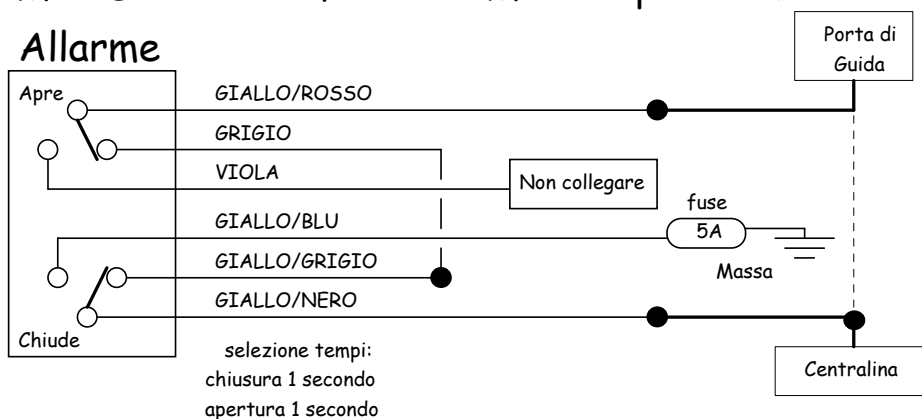 Allarme
Porta di
Guida
Apre
GIALLO/ROSSO
GRIGIO
VIOLA
Non collegare
GIALLO/BLU
fuse
5A
GIALLO/GRIGIO
Massa
GIALLO/NERO
Chiude
selezione tempi:
chiusura 1 secondo
apertura 1 secondo
Centralina